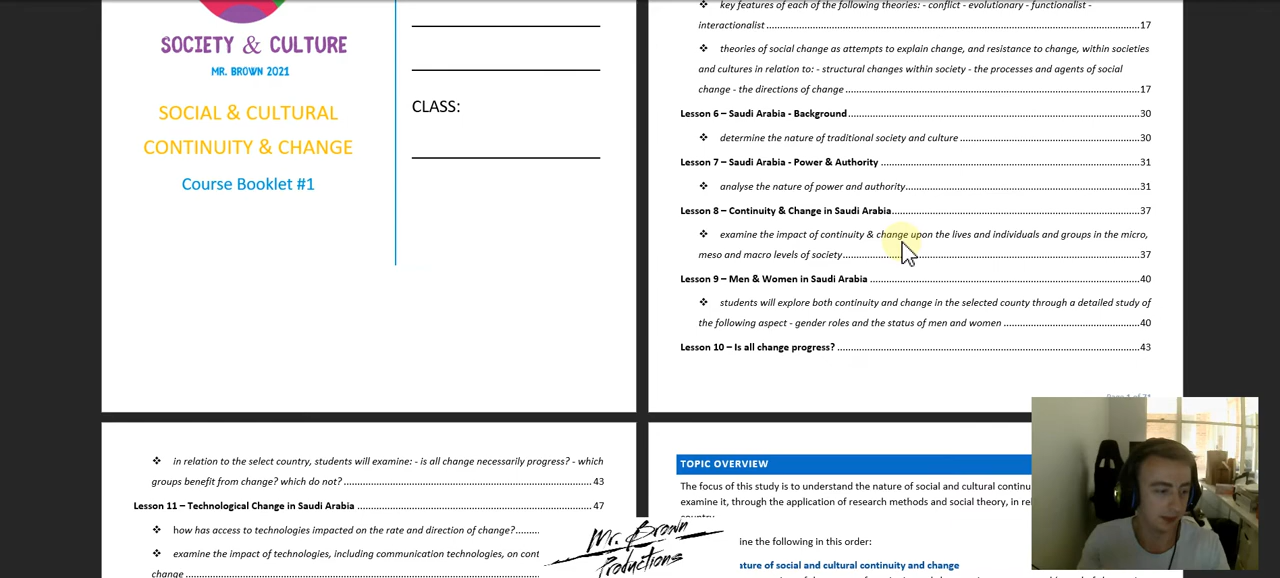 SOCIETY & CULTURE
MR. BROWN 2021
SOCIAL & CULTURAL
CONTINUITY & CHANGE
Course Booklet #1
CLASS:
key features of each of the following theories: - conflict - evolutionary - functionalist -
interactionalist 17
❖ theories of social change as attempts to explain change, and resistance to change, within societies
and cultures in relation to: - structural changes within society - the processes and agents of social
change - the directions of change 17
Lesson 6 – Saudi Arabia - Background 30
❖ determine the nature of traditional society and culture 30
Lesson 7 – Saudi Arabia - Power & Authority 31
❖ analyse the nature of power and authority 31
Lesson 8 – Continuity & Change in Saudi Arabia 37
❖ examine the impact of continuity & change upon the lives and individuals and groups in the micro,
meso and macro levels of society 37
Lesson 9 – Men & Women in Saudi Arabia 40
❖ students will explore both continuity and change in the selected county through a detailed study of
the following aspect - gender roles and the status of men and women 40
Lesson 10 – Is all change progress? 43
❖ in relation to the select country, students will examine: - is all change necessarily progress? - which
groups benefit from change? which do not? 43
Lesson 11 – Technological Change in Saudi Arabia 47
❖ how has access to technologies impacted on the rate and direction of change?
❖ examine the impact of technologies, including communication technologies, on cont
change
TOPIC OVERVIEW
The focus of this study is to understand the nature of social and cultural continu
examine it, through the application of research methods and social theory, in rel
ine the following in this order:
ature of social and cultural continuity and change
Mr. Brown
Productions